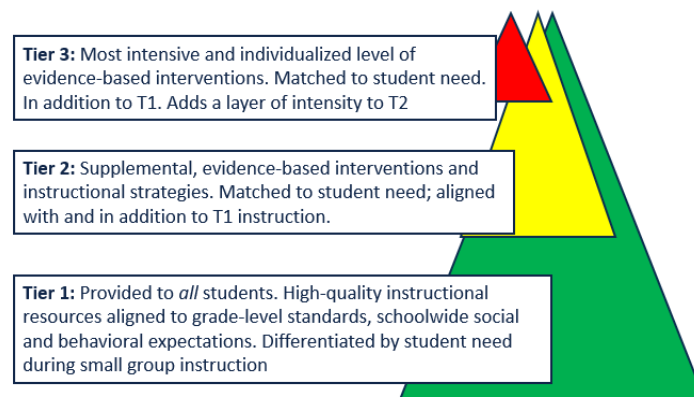 Tier 3: Most intensive and individualized level of
evidence-based interventions. Matched to student need.
In addition to T1. Adds a layer of intensity to T2
Tier 2: Supplemental, evidence-based interventions and
instructional strategies. Matched to student need; aligned
with and in addition to T1 instruction.
Tier 1: Provided to all students. High-quality instructional
resources aligned to grade-level standards, schoolwide social
and behavioral expectations. Differentiated by student need
during small group instruction